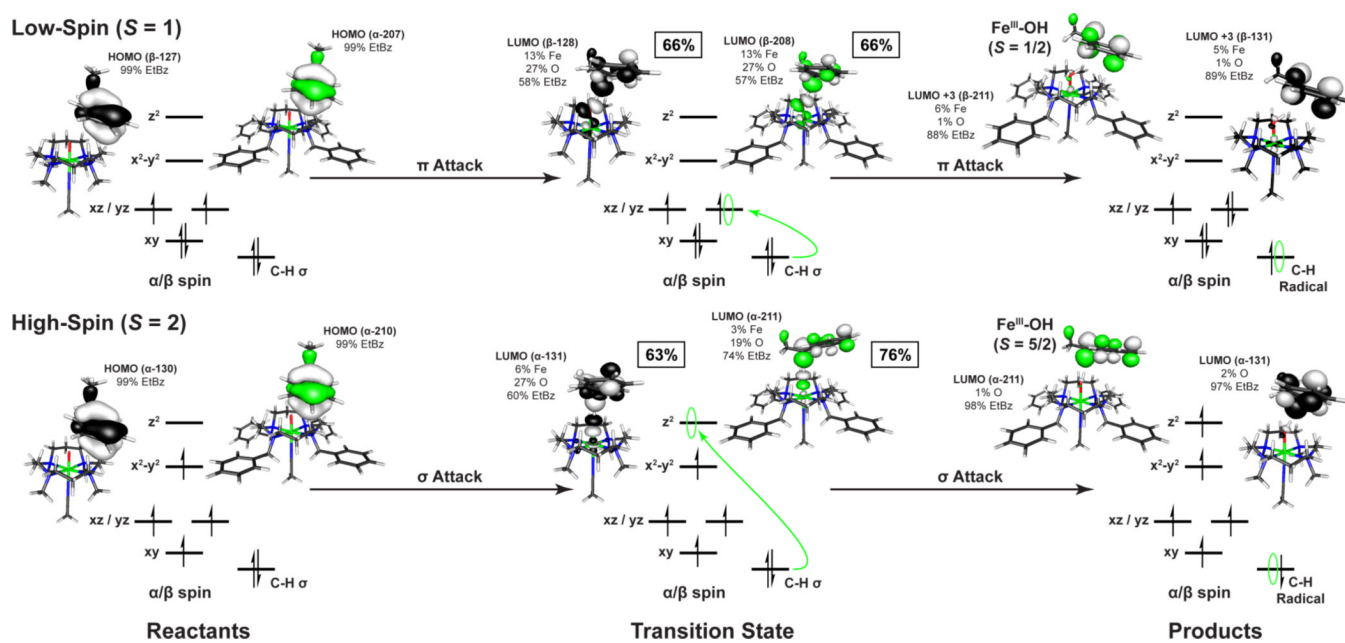 Low-Spin (S = 1)
HOMO (β-127)
99% EtBz
HOMO (α-207)
99% EtBz
z²
x²-y²
xz / yz
xy
α/β spin
C-H σ
π Attack
LUMO (β-128)
13% Fe
27% O
58% EtBz
66%
LUMO (β-208)
13% Fe
27% O
57% EtBz
66%
z²
x²-y²
xz / yz
xy
α/β spin
C-H σ
π Attack
Feᴵᴵᴵ-OH
(S = 1/2)
LUMO +3 (β-211)
6% Fe
1% O
88% EtBz
LUMO +3 (β-131)
5% Fe
1% O
89% EtBz
z²
x²-y²
xz / yz
xy
α/β spin
C-H
Radical
High-Spin (S = 2)
HOMO (α-130)
99% EtBz
HOMO (α-210)
99% EtBz
z²
x²-y²
xz / yz
xy
α/β spin
C-H σ
σ Attack
LUMO (α-131)
6% Fe
27% O
60% EtBz
63%
LUMO (α-211)
3% Fe
19% O
74% EtBz
76%
z²
x²-y²
xz / yz
xy
α/β spin
C-H σ
σ Attack
Feᴵᴵᴵ-OH
(S = 5/2)
LUMO (α-211)
1% O
98% EtBz
LUMO (α-131)
2% O
97% EtBz
z²
x²-y²
xz / yz
xy
α/β spin
C-H
Radical
Reactants
Transition State
Products